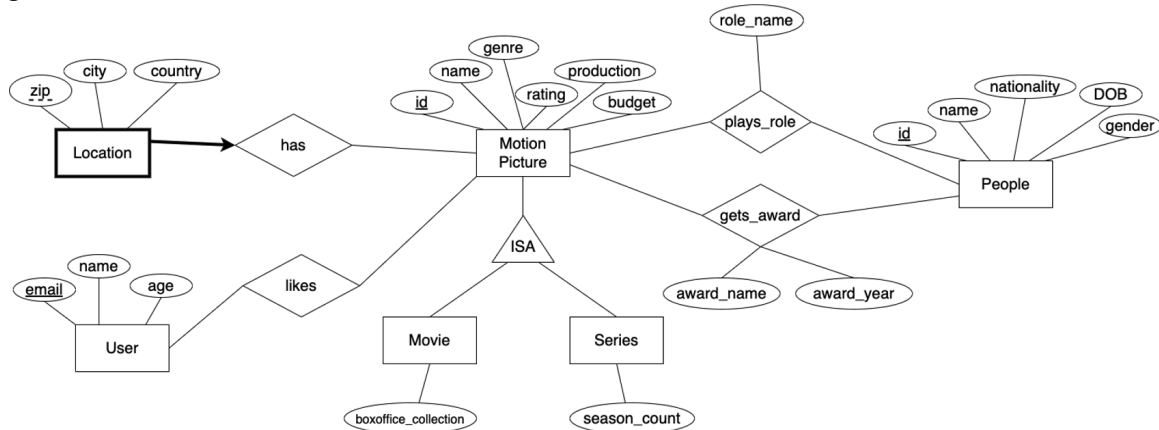 role_name
genre
zip
city
country
name
production
id
rating
budget
nationality
DOB
name
gender
id
Location
has
Motion
Picture
plays_role
People
gets_award
ISA
email
name
age
likes
award_name
award_year
User
Movie
Series
boxoffice_collection
season_count